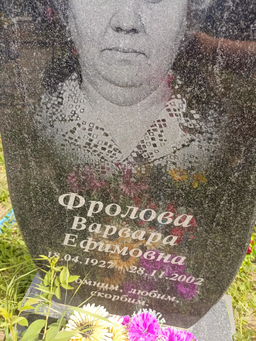 Фролова
Варвара
Ефимовна
.04.1927 28.11.2002
помним, любим,
скорбим